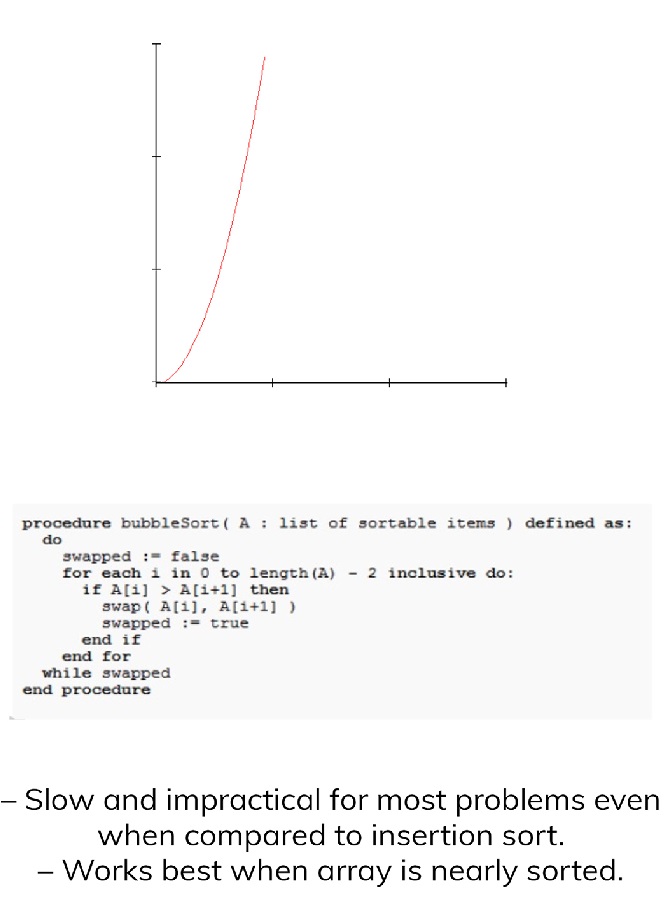 procedure bubbleSort( A : list of sortable items ) defined as:
do
swapped := false
for each i in 0 to length(A) - 2 inclusive do:
if A[i] > A[i+1] then
swap( A[i], A[i+1] )
swapped := true
end if
end for
while swapped
end procedure
– Slow and impractical for most problems even
when compared to insertion sort.
– Works best when array is nearly sorted.